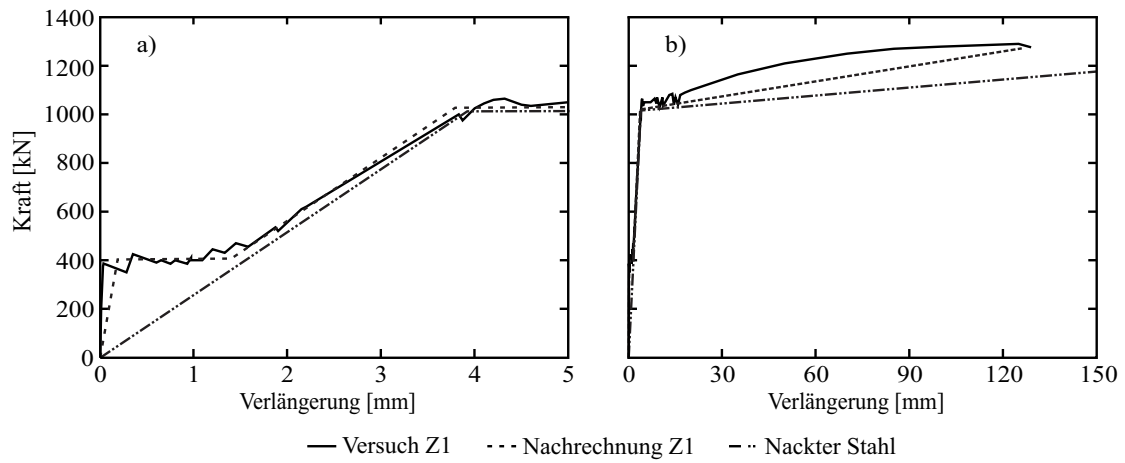 1400
1200
1000
800
600
400
200
0
Kraft [kN]
a)
0 1 2 3 4 5
Verlängerung [mm]
b)
0 30 60 90 120 150
Verlängerung [mm]
Versuch Z1 Nachrechnung Z1 Nackter Stahl